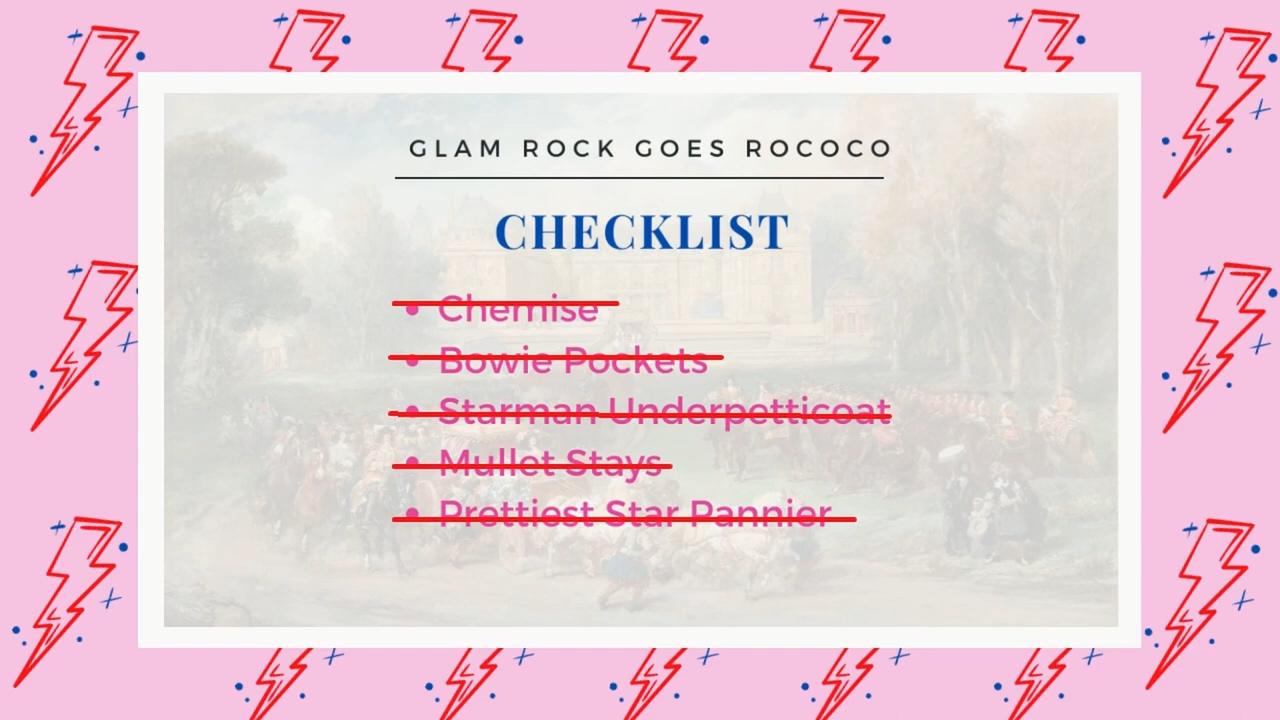 GLAM ROCK GOES ROCOCO
CHECKLIST
• Chemise
• Bowie Pockets
• Starman Underpetticoat
• Mullet Stays
• Prettiest Star Pannier